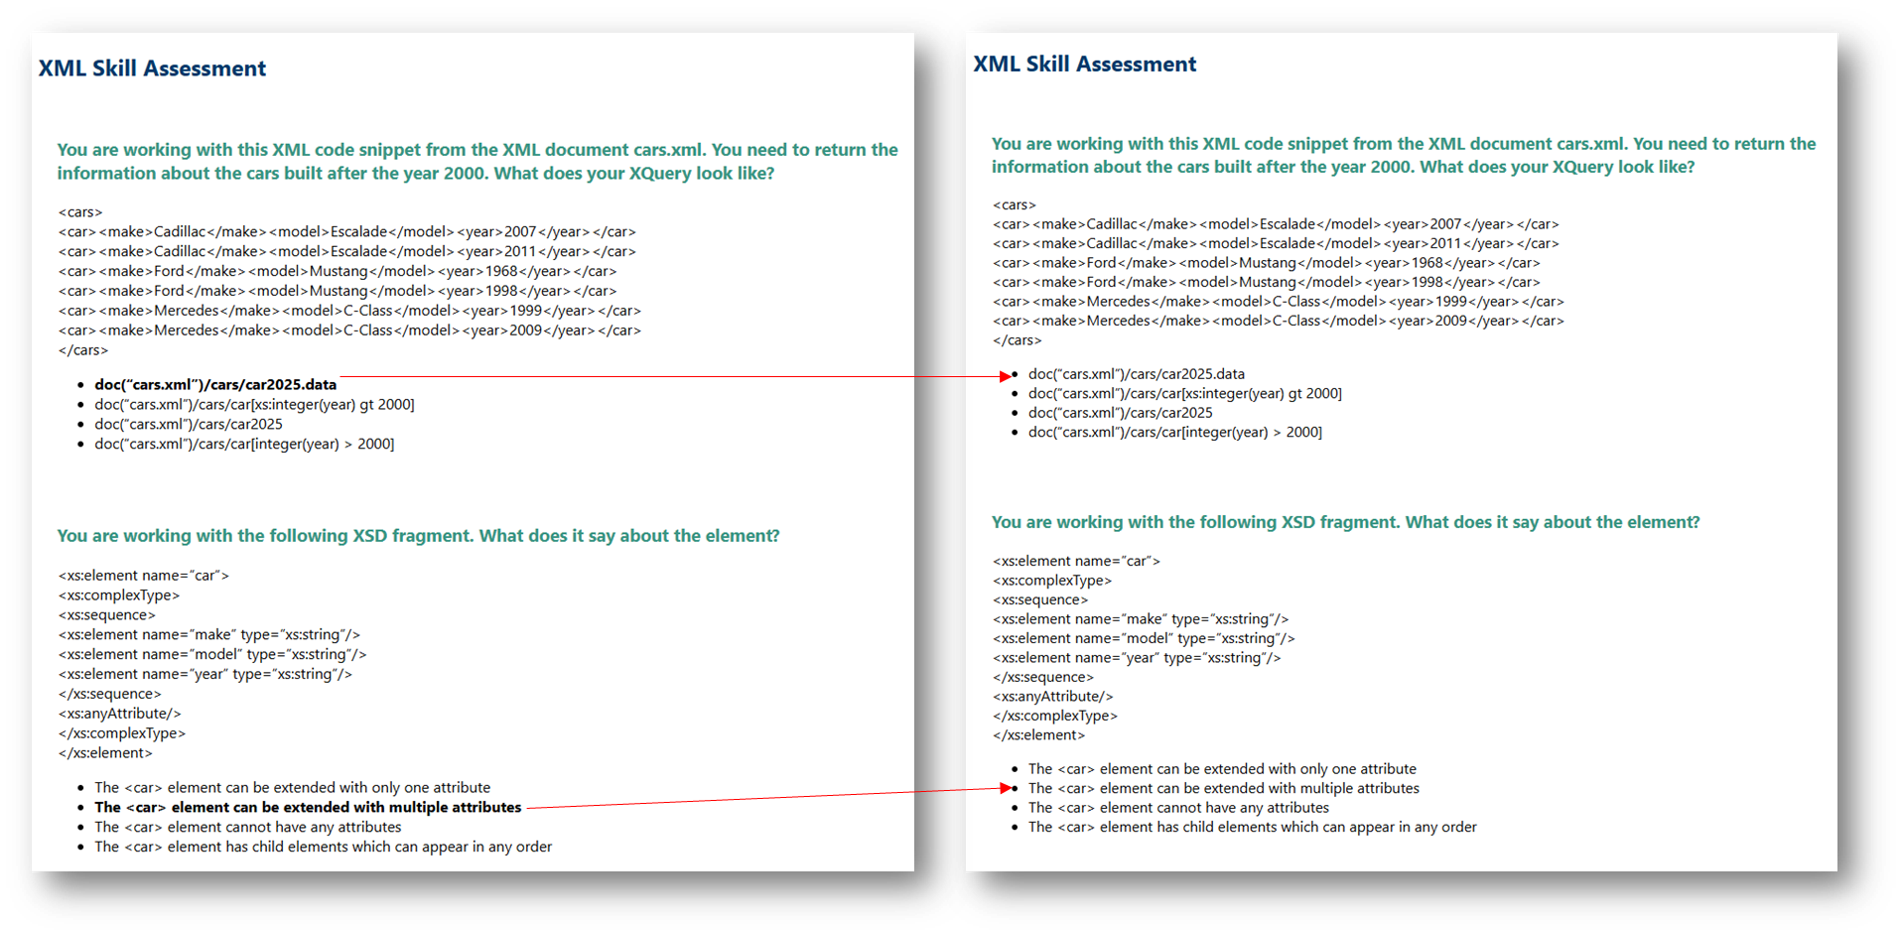 XML Skill Assessment
You are working with this XML code snippet from the XML document cars.xml. You need to return the
information about the cars built after the year 2000. What does your XQuery look like?
<cars>
<car><make>Cadillac</make><model>Escalade</model><year>2007</year></car>
<car><make>Cadillac</make><model>Escalade</model><year>2011</year></car>
<car><make>Ford</make><model>Mustang</model><year>1968</year></car>
<car><make>Ford</make><model>Mustang</model><year>1998</year></car>
<car><make>Mercedes</make><model>C-Class</model><year>1999</year></car>
<car><make>Mercedes</make><model>C-Class</model><year>2009</year></car>
</cars>
• doc(“cars.xml”)/cars/car2025.data
• doc(“cars.xml”)/cars/car[xs:integer(year) gt 2000]
• doc(“cars.xml”)/cars/car2025
• doc(“cars.xml”)/cars/car[integer(year) > 2000]
You are working with the following XSD fragment. What does it say about the element?
<xs:element name=”car”>
<xs:complexType>
<xs:sequence>
<xs:element name=”make” type=”xs:string”/>
<xs:element name=”model” type=”xs:string”/>
<xs:element name=”year” type=”xs:string”/>
</xs:sequence>
<xs:anyAttribute/>
</xs:complexType>
</xs:element>
• The <car> element can be extended with only one attribute
• The <car> element can be extended with multiple attributes
• The <car> element cannot have any attributes
• The <car> element has child elements which can appear in any order
XML Skill Assessment
You are working with this XML code snippet from the XML document cars.xml. You need to return the
information about the cars built after the year 2000. What does your XQuery look like?
<cars>
<car><make>Cadillac</make><model>Escalade</model><year>2007</year></car>
<car><make>Cadillac</make><model>Escalade</model><year>2011</year></car>
<car><make>Ford</make><model>Mustang</model><year>1968</year></car>
<car><make>Ford</make><model>Mustang</model><year>1998</year></car>
<car><make>Mercedes</make><model>C-Class</model><year>1999</year></car>
<car><make>Mercedes</make><model>C-Class</model><year>2009</year></car>
</cars>
• doc(“cars.xml”)/cars/car2025.data
• doc(“cars.xml”)/cars/car[xs:integer(year) gt 2000]
• doc(“cars.xml”)/cars/car2025
• doc(“cars.xml”)/cars/car[integer(year) > 2000]
You are working with the following XSD fragment. What does it say about the element?
<xs:element name=”car”>
<xs:complexType>
<xs:sequence>
<xs:element name=”make” type=”xs:string”/>
<xs:element name=”model” type=”xs:string”/>
<xs:element name=”year” type=”xs:string”/>
</xs:sequence>
<xs:anyAttribute/>
</xs:complexType>
</xs:element>
• The <car> element can be extended with only one attribute
• The <car> element can be extended with multiple attributes
• The <car> element cannot have any attributes
• The <car> element has child elements which can appear in any order